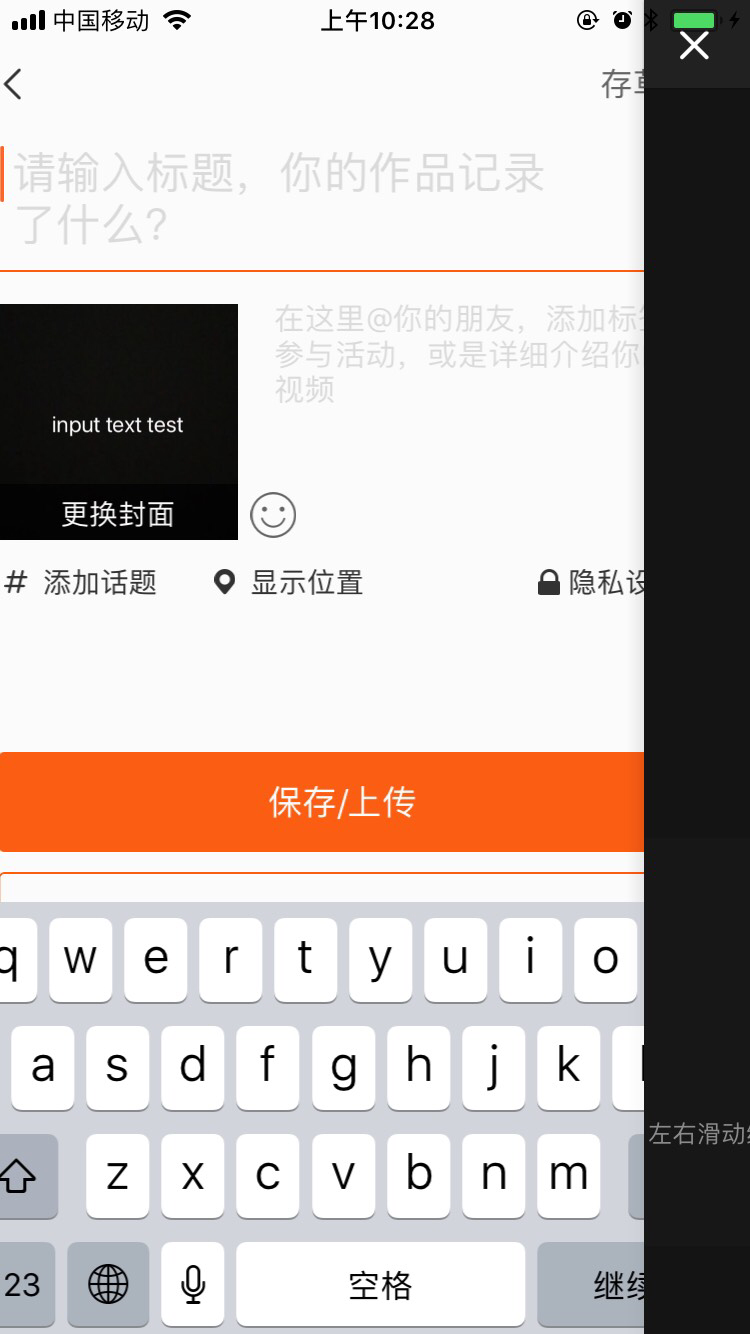 中国移动 上午10:28
存
请输入标题，你的作品记录
了什么?
在这里@你的朋友，添加标
参与活动，或是详细介绍你
视频
input text test
更换封面
# 添加话题 显示位置 隐私设
保存/上传
q w e r t y u i o
a s d f g h j k
z x c v b n m
左右滑动
23 空格 继续